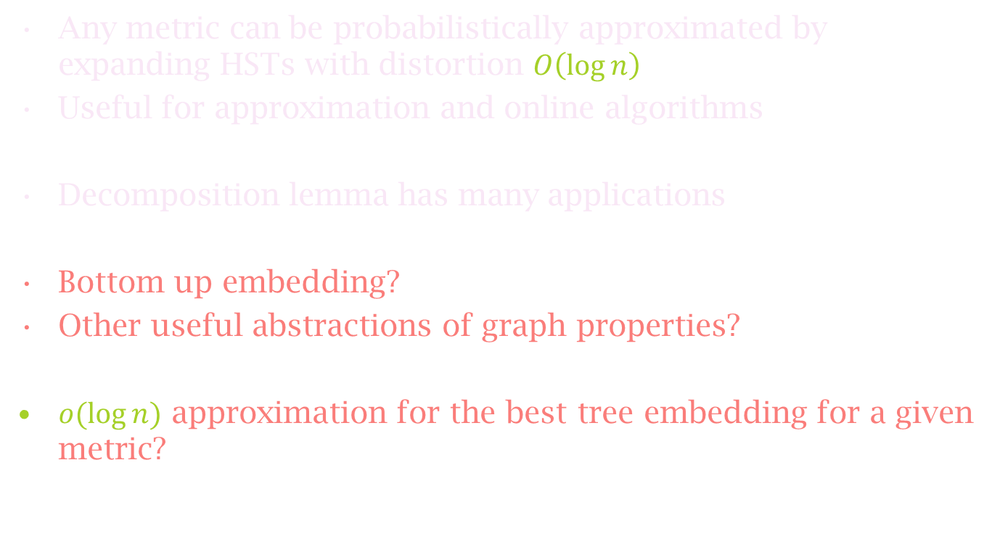 · Any metric can be probabilistically approximated by
expanding HSTs with distortion O(log n)
· Useful for approximation and online algorithms
· Decomposition lemma has many applications
· Bottom up embedding?
· Other useful abstractions of graph properties?
• o(log n) approximation for the best tree embedding for a given
metric?